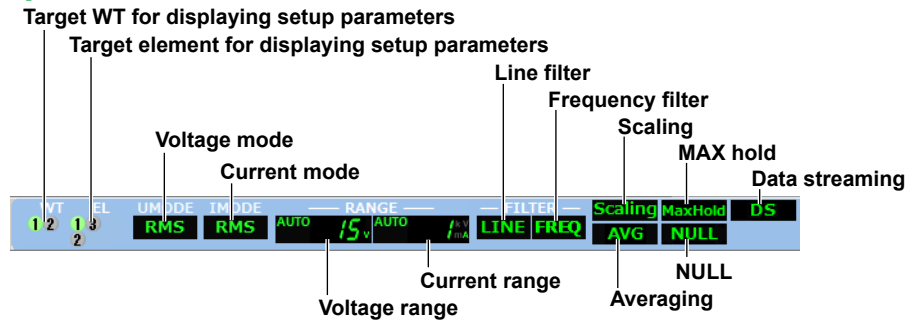 Target WT for displaying setup parameters
Target element for displaying setup parameters
Line filter
Frequency filter
Scaling
Voltage mode
MAX hold
Current mode
Data streaming
WT EL UMODE IMODE RANGE FILTER Scaling MaxHold DS
1 2 1 3 RMS RMS AUTO 15 V AUTO 1 kV mA LINE FREQ AVG NULL
2
Current range
NULL
Voltage range
Averaging